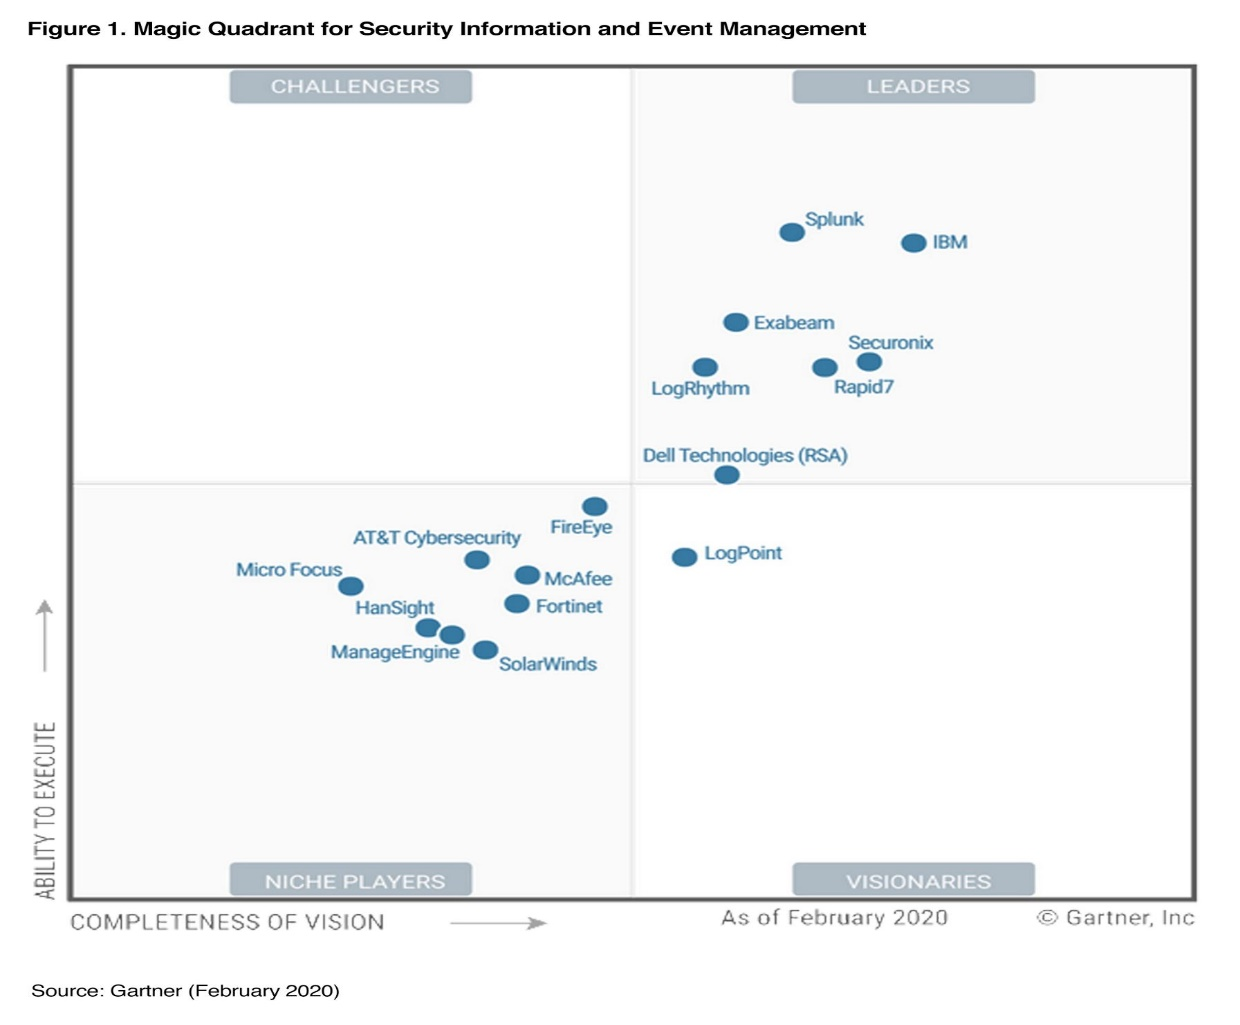 Figure 1. Magic Quadrant for Security Information and Event Management
CHALLENGERS
LEADERS
Splunk
IBM
Exabeam
Securonix
LogRhythm
Rapid7
Dell Technologies (RSA)
FireEye
AT&T Cybersecurity
LogPoint
Micro Focus
McAfee
HanSight
Fortinet
ManageEngine
SolarWinds
ABILITY TO EXECUTE
NICHE PLAYERS
VISIONARIES
COMPLETENESS OF VISION
As of February 2020
© Gartner, Inc
Source: Gartner (February 2020)